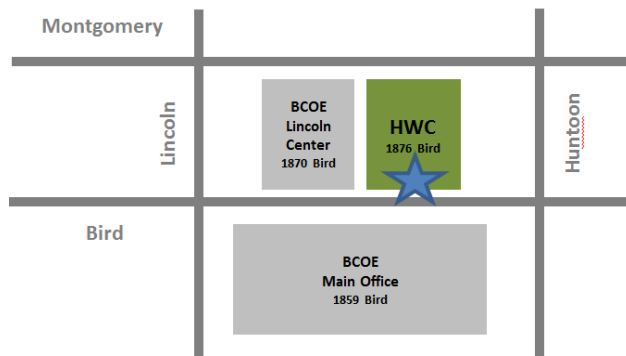 Montgomery
Lincoln
BCOE
Lincoln
Center
1870 Bird
HWC
1876 Bird
Huntoon
Bird
BCOE
Main Office
1859 Bird